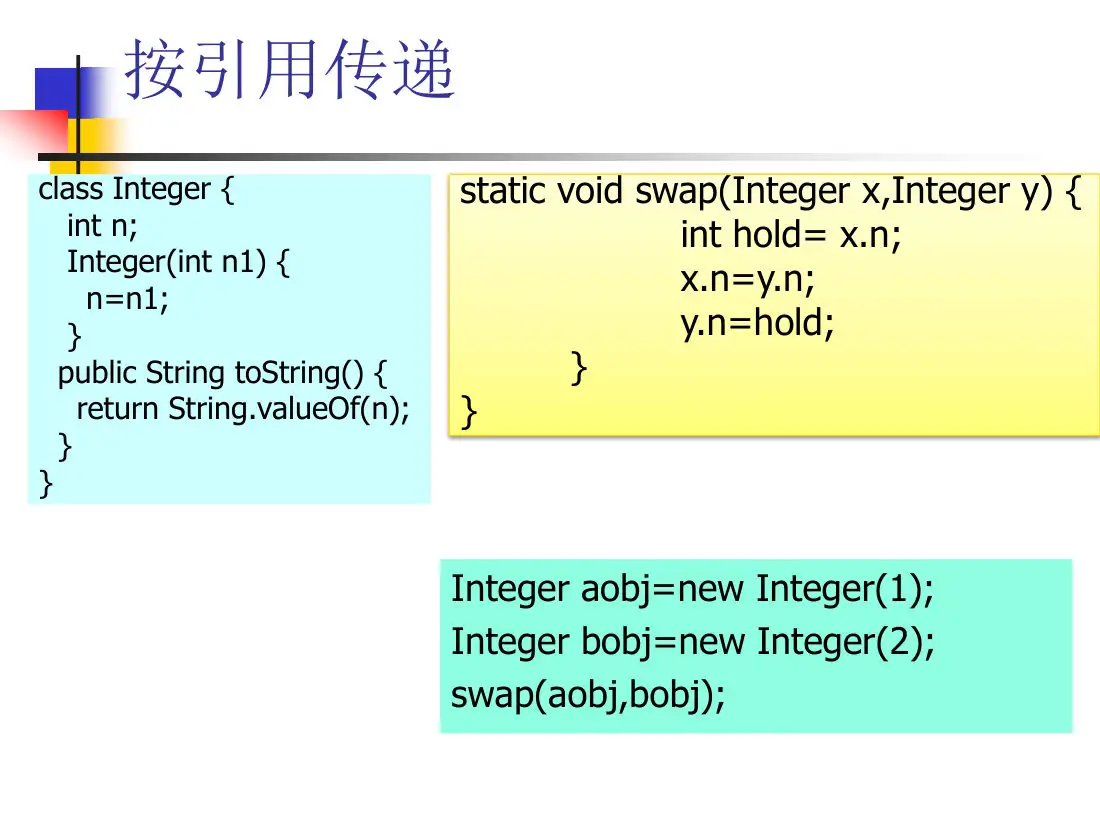 按引用传递
class Integer {
int n;
Integer(int n1) {
n=n1;
}
public String toString() {
return String.valueOf(n);
}
}
static void swap(Integer x,Integer y) {
int hold= x.n;
x.n=y.n;
y.n=hold;
}
}
Integer aobj=new Integer(1);
Integer bobj=new Integer(2);
swap(aobj,bobj);